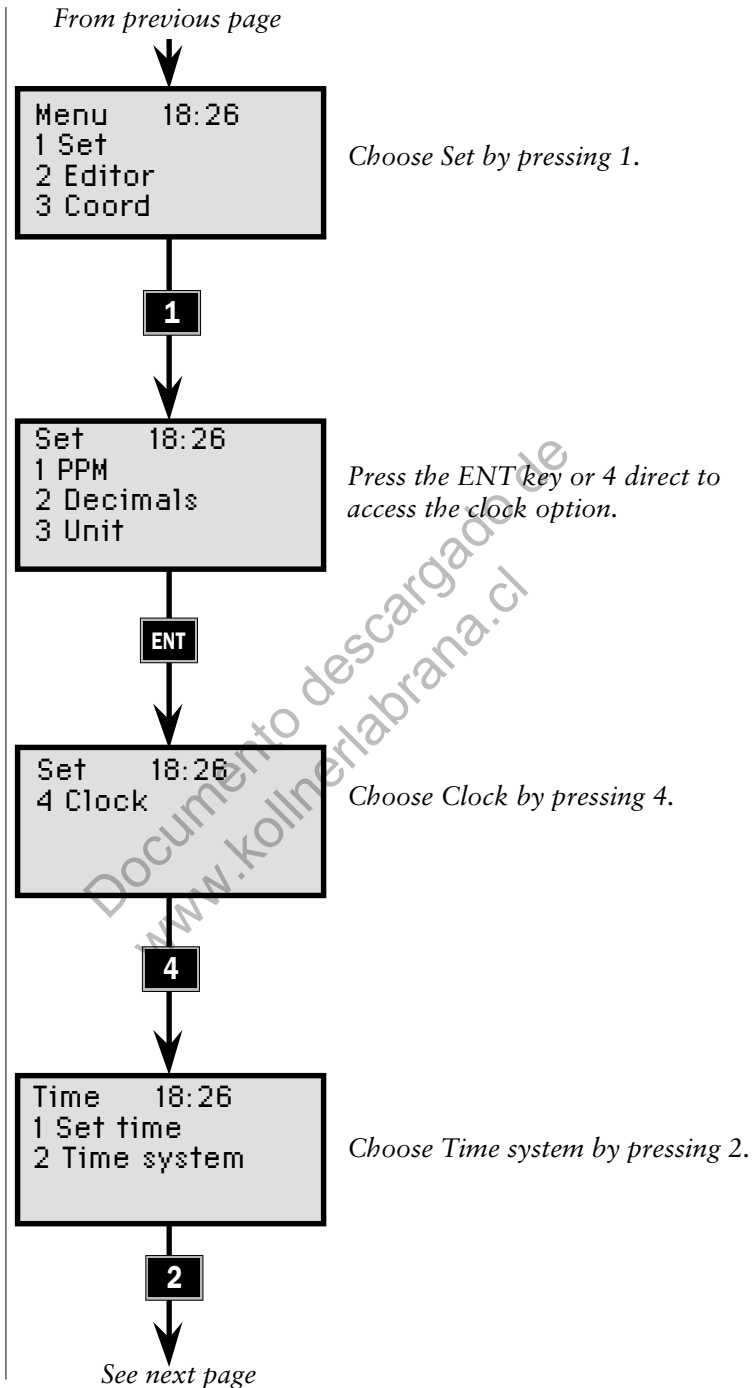 From previous page
Menu 18:26
1 Set
2 Editor
3 Coord
Choose Set by pressing 1.
1
Set 18:26
1 PPM
2 Decimals
3 Unit
Press the ENT key or 4 direct to
access the clock option.
ENT
Set 18:26
4 Clock
Choose Clock by pressing 4.
4
Time 18:26
1 Set time
2 Time system
Choose Time system by pressing 2.
2
See next page
Documento descargado de
www.kollnerlabrana.cl